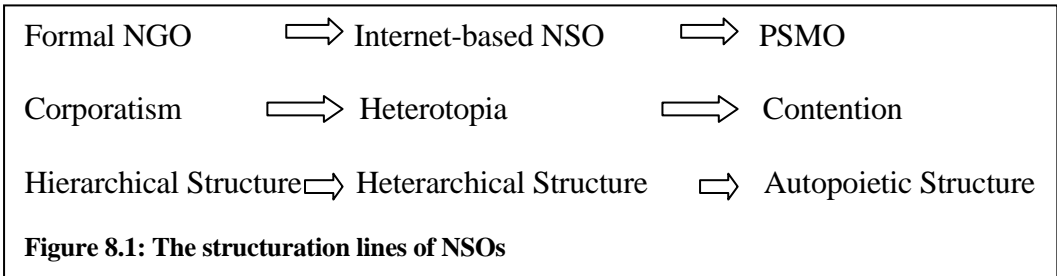 Formal NGO Internet-based NSO PSMO
Corporatism Heterotopia Contention
Hierarchical Structure Heterarchical Structure Autopoietic Structure
Figure 8.1: The structuration lines of NSOs